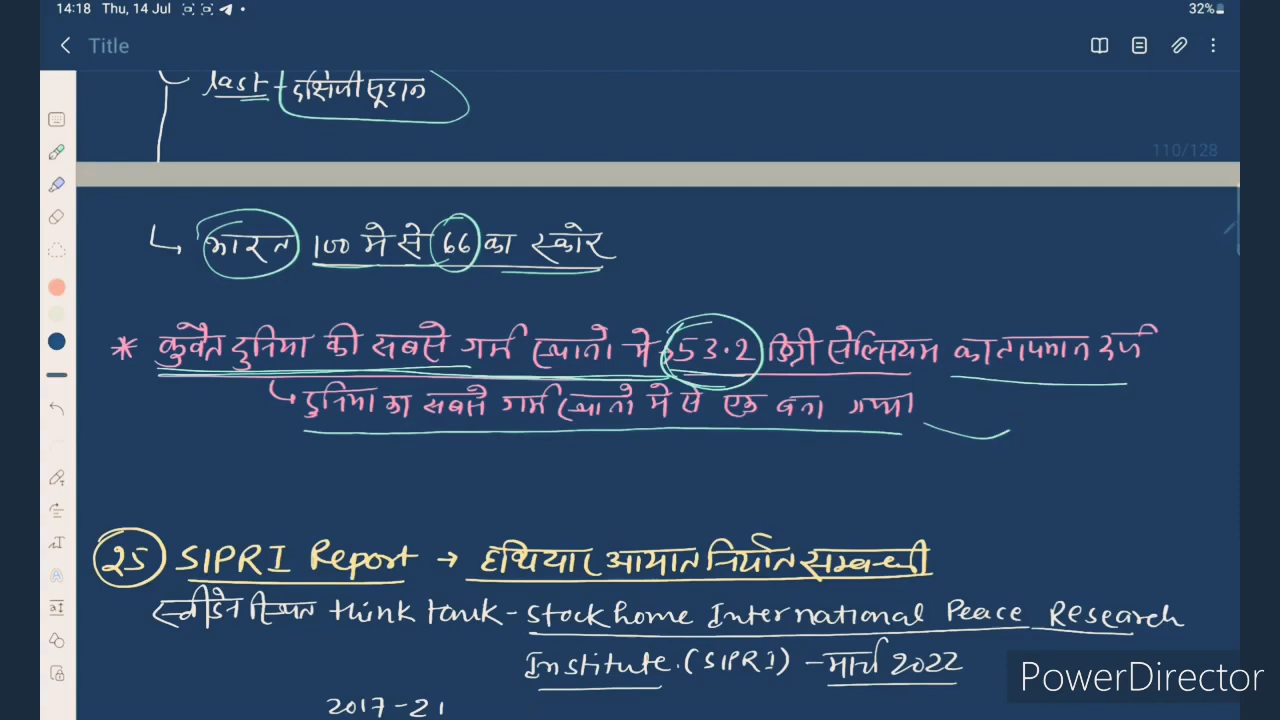 14:18 Thu, 14 Jul
32%
Title
last - दक्षिणी सूडान
110/128
भारत 100 मे से 66 का स्कोर
* कुवैत दुनिया की सबसे गर्म स्थानो मे 53.2 डिग्री सेल्सियम का तापमान दर्ज
दुनिया का सबसे गर्म स्थानो मे से एक बना गया
25 SIPRI Report → हथियार आयात निर्यात सम्बन्धी
स्वीडेन स्थित think tank - Stock home International Peace Research
Institute. (SIPRI) - मार्च 2022
2017-21
PowerDirector